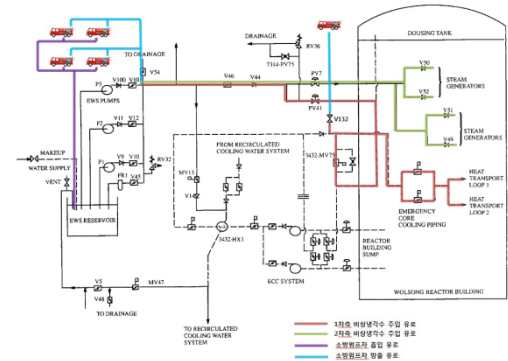 DRAINAGE
RV36
7314-PV75
DOUSING TANK
TO DRAINAGE
V54
P3
V100
V10
EWS PUMPS
V46
V44
PV7
PV41
V50
V52
STEAM
GENERATORS
V51
V49
STEAM
GENERATORS
P2
V11
V12
V132
MAKEUP
WATER SUPPLY
VENT
P1
V9
V10
RV32
FR1
V45
FROM RECIRCULATED
COOLING WATER
SYSTEM
3432-MV75
MV13
V14
HEAT
TRANSPORT
LOOP 1
HEAT
TRANSPORT
LOOP 2
EMERGENCY
CORE
COOLING PIPING
EWS RESERVOIR
3432-HX1
REACTOR
BUILDING
SUMP
ECC SYSTEM
V5
MV47
V48
TO DRAINAGE
WOLSONG REACTOR BUILDING
TO RECIRCULATED
COOLING WATER
SYSTEM
1차측 비상냉각수 주입 유로
2차측 비상냉각수 주입 유로
소방펌프차 흡입 유로
소방펌프차 방출 유로